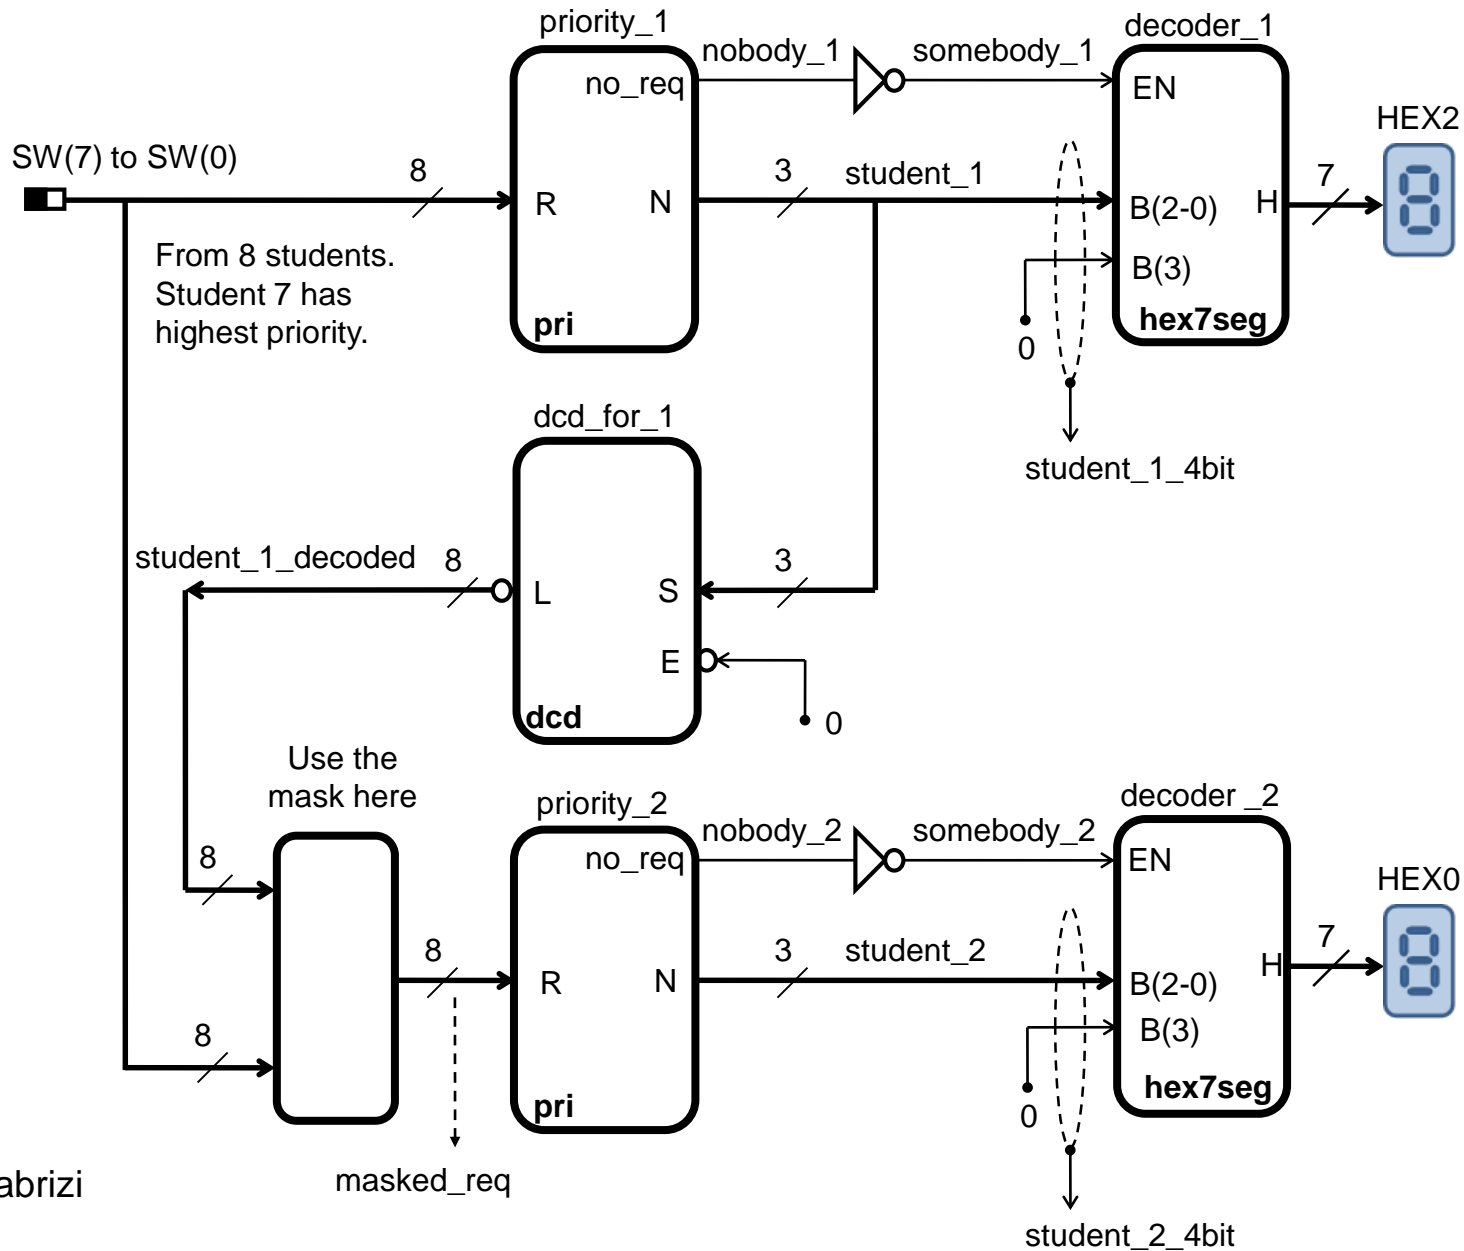 priority_1
decoder_1
nobody_1
somebody_1
no_req
EN
HEX2
SW(7) to SW(0)
8
3
student_1
7
R
N
B(2-0)
H
From 8 students.
Student 7 has
highest priority.
B(3)
pri
hex7seg
0
dcd_for_1
student_1_4bit
student_1_decoded
8
3
L
S
E
dcd
0
Use the
mask here
priority_2
decoder _2
nobody_2
somebody_2
no_req
EN
8
HEX0
8
3
student_2
7
R
N
B(2-0)
H
8
B(3)
pri
hex7seg
0
masked_req
abrizi
student_2_4bit